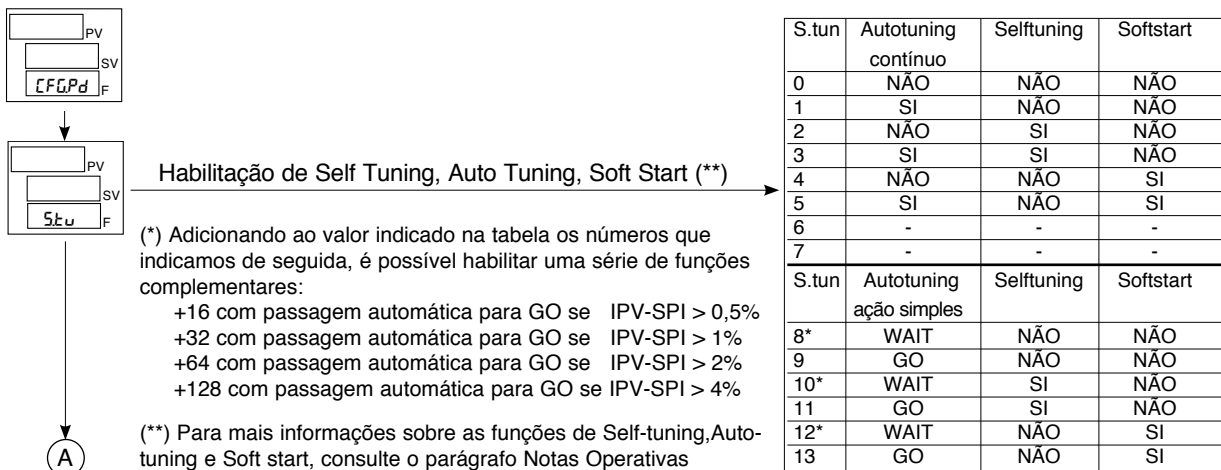 PV
SV
CFG.Pd F
PV
SV
S.tu F
A
Habilitação de Self Tuning, Auto Tuning, Soft Start (**)
(*) Adicionando ao valor indicado na tabela os números que
indicamos de seguida, é possível habilitar uma série de funções
complementares:
+16 com passagem automática para GO se IPV-SPI > 0,5%
+32 com passagem automática para GO se IPV-SPI > 1%
+64 com passagem automática para GO se IPV-SPI > 2%
+128 com passagem automática para GO se IPV-SPI > 4%
(**) Para mais informações sobre as funções de Self-tuning,Auto-
tuning e Soft start, consulte o parágrafo Notas Operativas
S.tun Autotuning Selftuning Softstart
contínuo
0 NÃO NÃO NÃO
1 SI NÃO NÃO
2 NÃO SI NÃO
3 SI SI NÃO
4 NÃO NÃO SI
5 SI NÃO SI
6 - - -
7 - - -
S.tun Autotuning Selftuning Softstart
ação simples
8* WAIT NÃO NÃO
9 GO NÃO NÃO
10* WAIT SI NÃO
11 GO SI NÃO
12* WAIT NÃO SI
13 GO NÃO SI